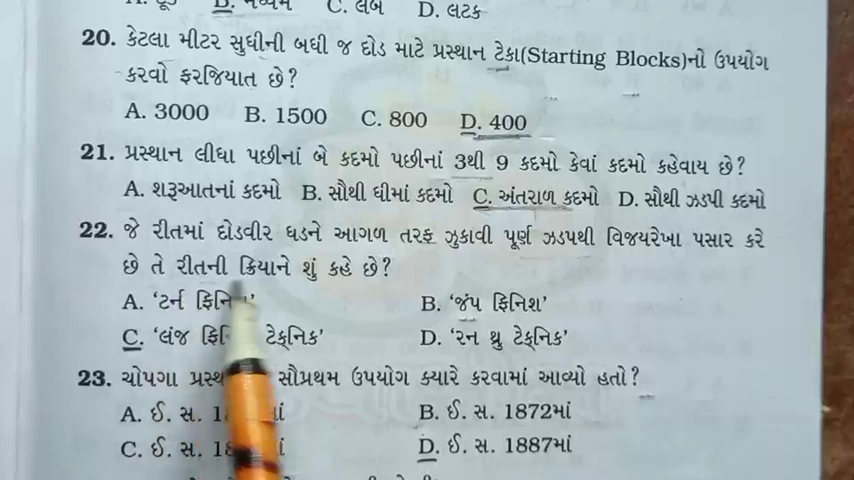 B. મધ્યમ C. લંબ D. લટક
20. કેટલા મીટર સુધીની બધી જ દોડ માટે પ્રસ્થાન ટેકા(Starting Blocks)નો ઉપયોગ
કરવો ફરજિયાત છે?
A. 3000 B. 1500 C. 800 D. 400
21. પ્રસ્થાન લીધા પછીનાં બે કદમો પછીનાં 3થી 9 કદમો કેવાં કદમો કહેવાય છે?
A. શરૂઆતનાં કદમો B. સૌથી ધીમાં કદમો C. અંતરાળ કદમો D. સૌથી ઝડપી કદમો
22. જે રીતમાં દોડવીર ધડને આગળ તરફ ઝુકાવી પૂર્ણ ઝડપથી વિજયરેખા પસાર કરે
છે તે રીતની ક્રિયાને શું કહે છે?
A. ‘ટર્ન B. ‘જંપ ફિનિશ’
C. ‘લંજ ટેક્નિક’ D. ‘રન થ્રુ ટેક્નિક’
23. ચોપગા સૌપ્રથમ ઉપયોગ ક્યારે કરવામાં આવ્યો હતો?
A. ઈ. સ. B. ઈ. સ. 1872માં
C. ઈ. સ. D. ઈ. સ. 1887માં